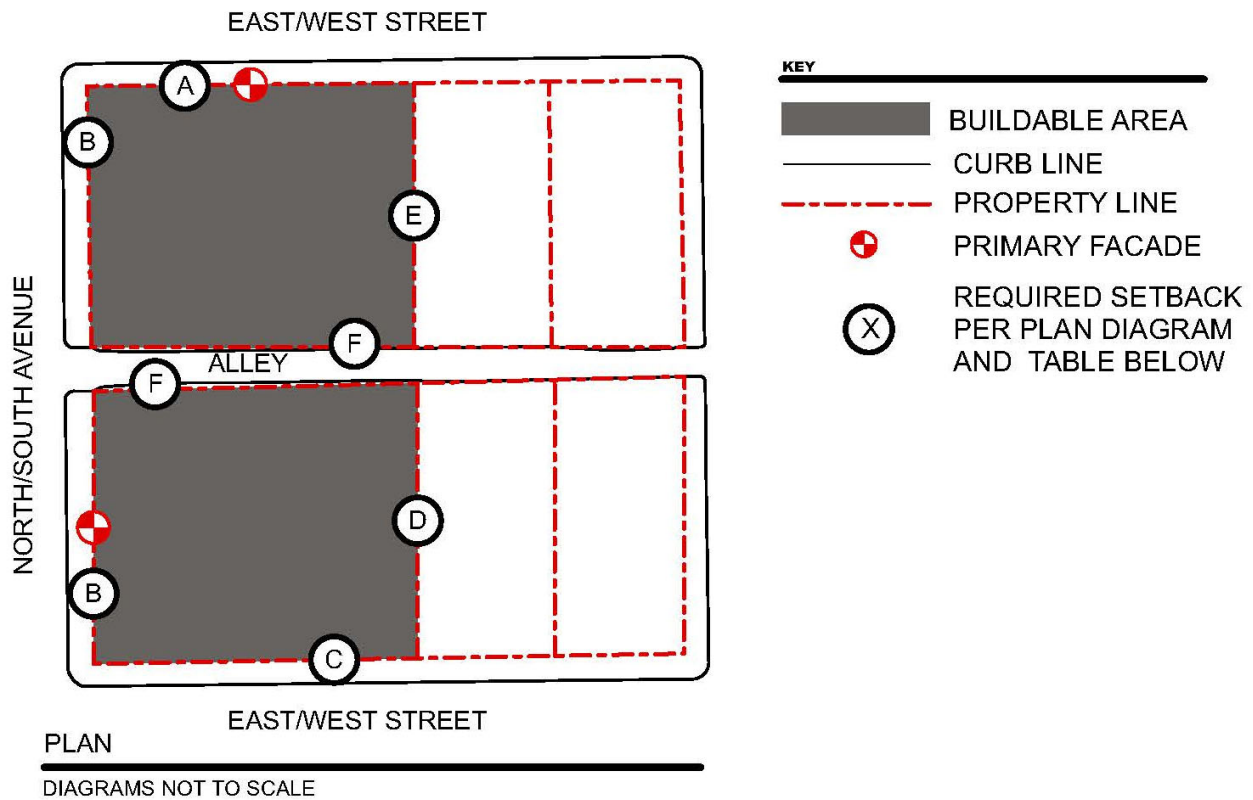 EAST/WEST STREET
A
B
E
F
ALLEY
F
NORTH/SOUTH AVENUE
D
B
C
EAST/WEST STREET
PLAN
DIAGRAMS NOT TO SCALE
KEY
BUILDABLE AREA
CURB LINE
PROPERTY LINE
PRIMARY FACADE
X
REQUIRED SETBACK
PER PLAN DIAGRAM
AND TABLE BELOW